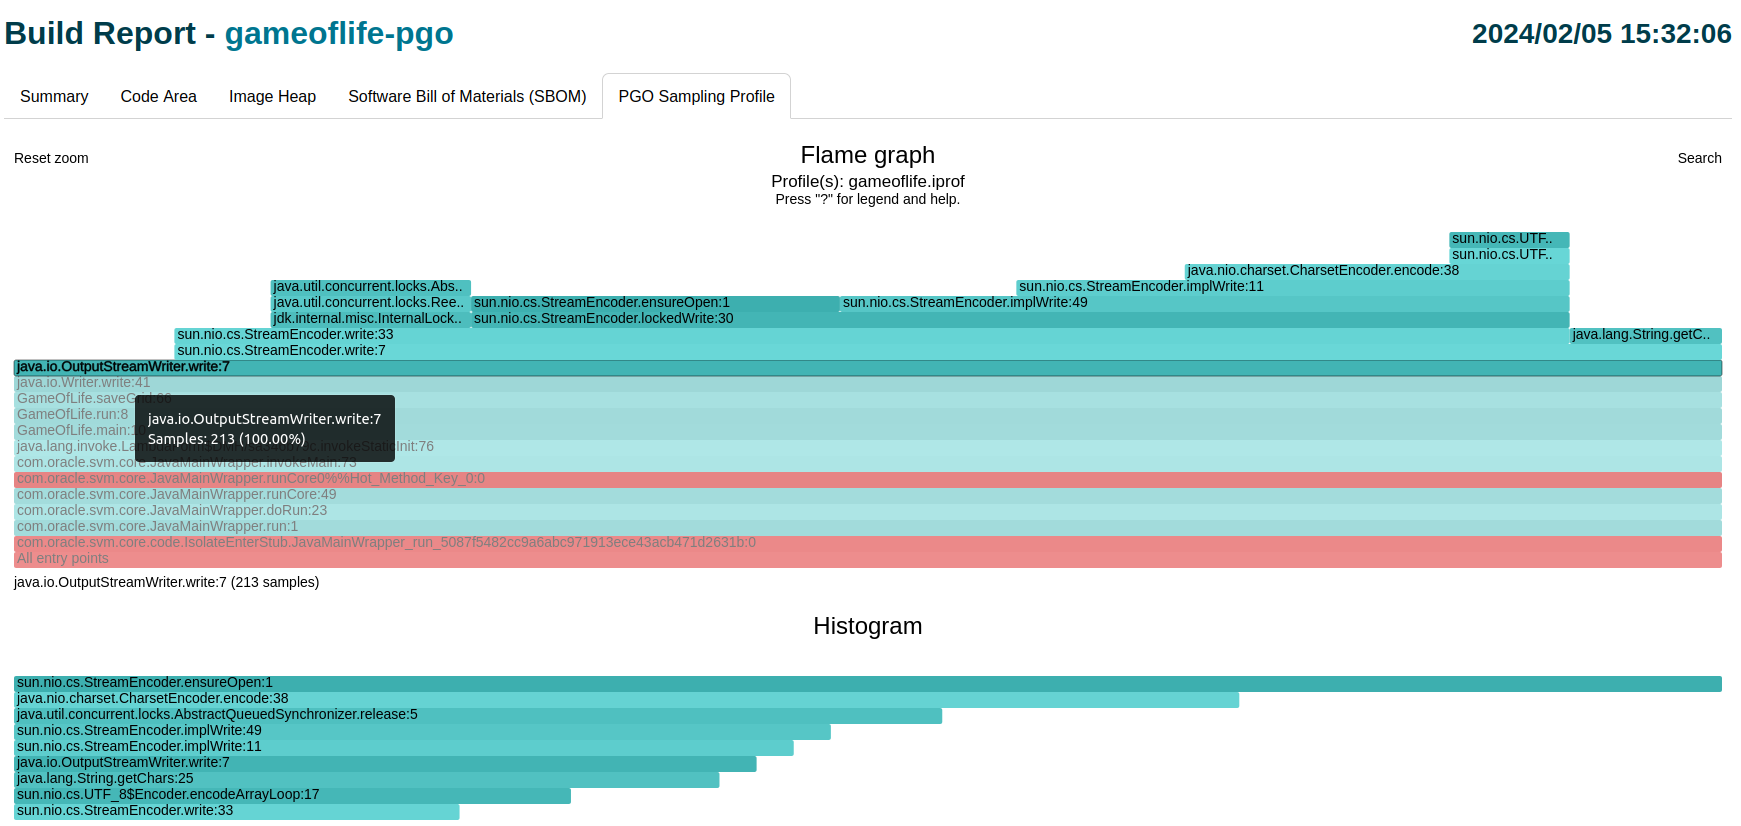 Build Report - gameoflife-pgo
2024/02/05 15:32:06
Summary
Code Area
Image Heap
Software Bill of Materials (SBOM)
PGO Sampling Profile
Reset zoom
Flame graph
Search
Profile(s): gameoflife.iprof
Press "?" for legend and help.
sun.nio.cs.UTF..
sun.nio.cs.UTF..
java.nio.charset.CharsetEncoder.encode:38
java.util.concurrent.locks.Abs..
sun.nio.cs.StreamEncoder.implWrite:11
java.util.concurrent.locks.Ree..
sun.nio.cs.StreamEncoder.ensureOpen:1
sun.nio.cs.StreamEncoder.implWrite:49
jdk.internal.misc.InternalLock..
sun.nio.cs.StreamEncoder.lockedWrite:30
sun.nio.cs.StreamEncoder.write:33
java.lang.String.getC..
sun.nio.cs.StreamEncoder.write:7
java.io.OutputStreamWriter.write:7
java.io.Writer.write:41
GameOfLife.saveGrid:66
GameOfLife.run:8
java.io.OutputStreamWriter.write:7
Samples: 213 (100.00%)
com.oracle.svm.core.JavaMainWrapper.invokeMain:73
com.oracle.svm.core.JavaMainWrapper.runCore0%%Hot_Method_Key_0:0
com.oracle.svm.core.JavaMainWrapper.runCore:49
com.oracle.svm.core.JavaMainWrapper.doRun:23
com.oracle.svm.core.JavaMainWrapper.run:1
com.oracle.svm.core.code.IsolateEnterStub.JavaMainWrapper_run_5087f5482cc9a6abc971913ece43acb471d2631b:0
All entry points
java.io.OutputStreamWriter.write:7 (213 samples)
Histogram
sun.nio.cs.StreamEncoder.ensureOpen:1
java.nio.charset.CharsetEncoder.encode:38
java.util.concurrent.locks.AbstractQueuedSynchronizer.release:5
sun.nio.cs.StreamEncoder.implWrite:49
sun.nio.cs.StreamEncoder.implWrite:11
java.io.OutputStreamWriter.write:7
java.lang.String.getChars:25
sun.nio.cs.UTF_8$Encoder.encodeArrayLoop:17
sun.nio.cs.StreamEncoder.write:33